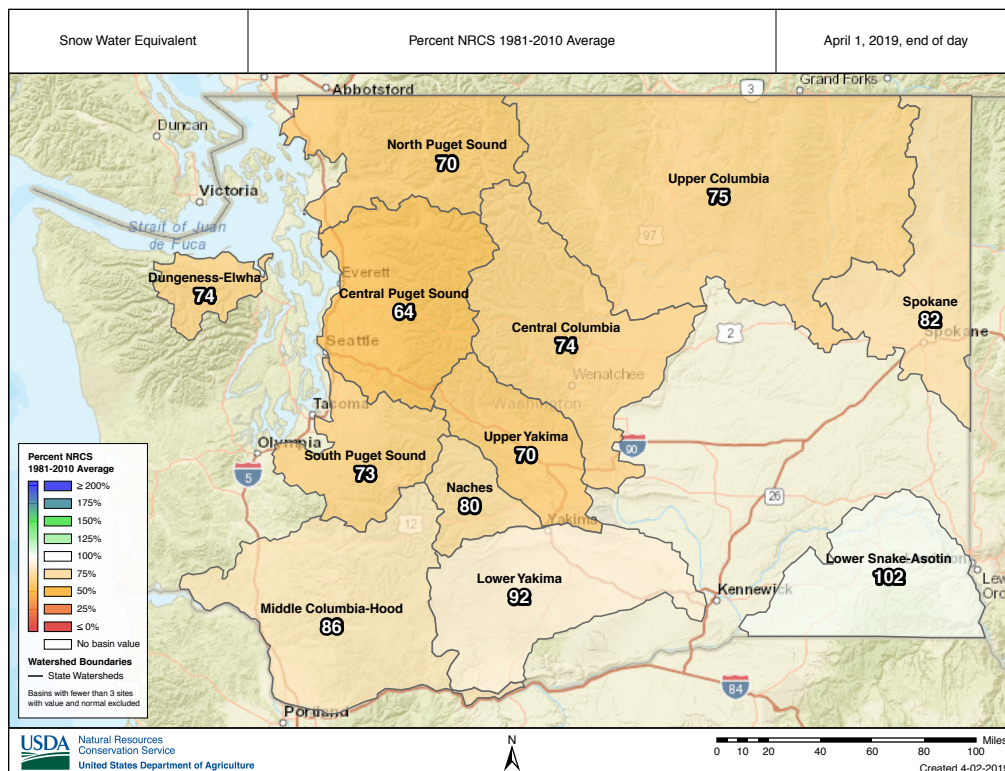 Snow Water Equivalent
Percent NRCS 1981-2010 Average
April 1, 2019, end of day
Abbotsford
3
Grand Forks
Duncan
North Puget Sound
70
Upper Columbia
75
Victoria
Strait of Juan
de Fuca
97
Dungeness-Elwha
74
Everett
Central Puget Sound
64
Spokane
82
Central Columbia
74
2
Spokane
Seattle
Wenatchee
Tacoma
Washington
Olympia
South Puget Sound
73
Upper Yakima
70
90
5
Naches
80
26
12
Yakima
Lower Snake-Asotin
102
Lower Yakima
92
Kennewick
Middle Columbia-Hood
86
84
Portland
Percent NRCS
1981-2010 Average
≥ 200%
175%
150%
125%
100%
75%
50%
25%
≤ 0%
No basin value
Watershed Boundaries
State Watersheds
Basins with fewer than 3 sites
with value and normal excluded
USDA
Natural Resources
Conservation Service
United States Department of Agriculture
N
Miles
0 10 20 40 60 80 100
Created 4-02-2019